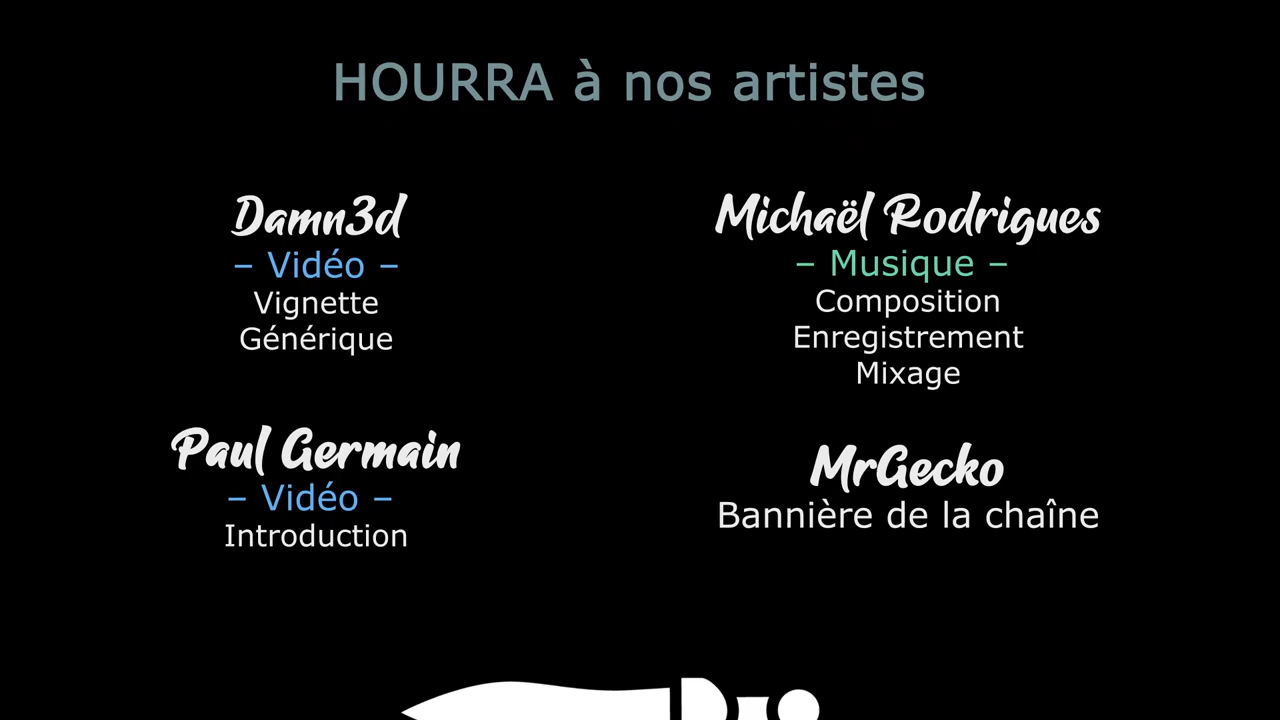 HOURRA à nos artistes
Damn3d
– Vidéo –
Vignette
Générique
Michaël Rodrigues
– Musique –
Composition
Enregistrement
Mixage
Paul Germain
– Vidéo –
Introduction
MrGecko
Bannière de la chaîne